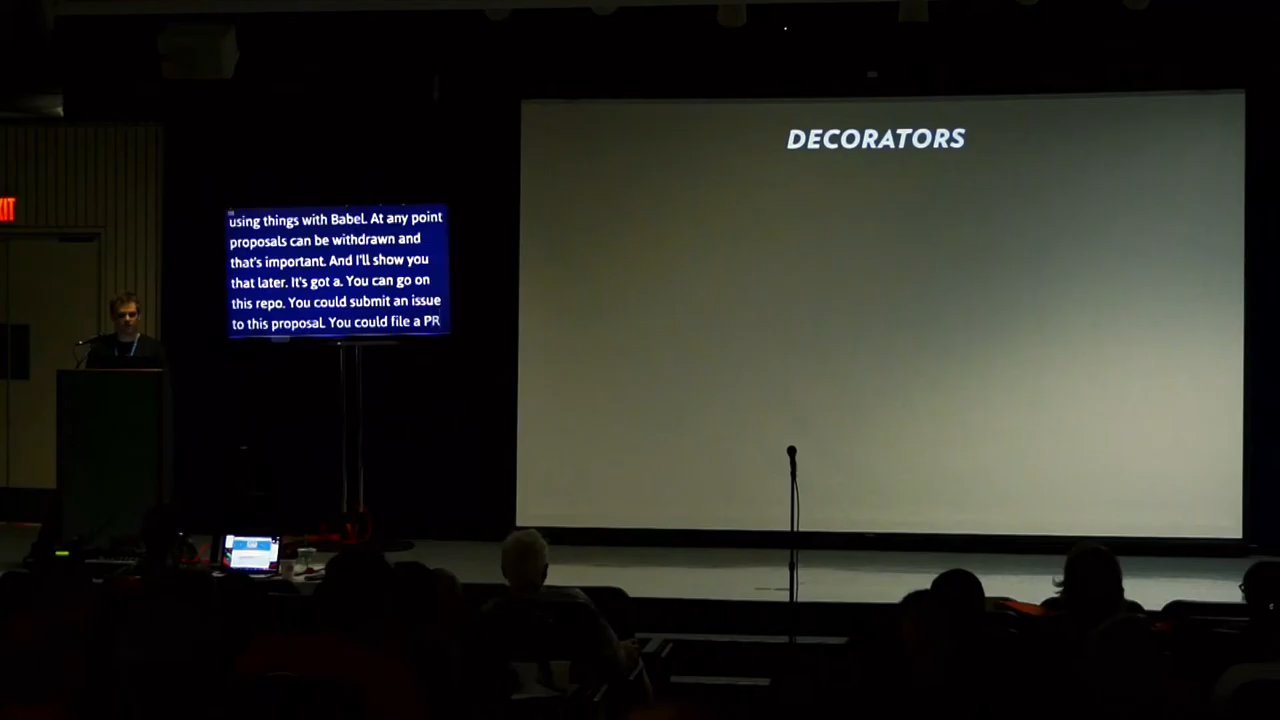 DECORATORS
XIT
using things with Babel. At any point
proposals can be withdrawn and
that's important. And I'll show you
that later. It's got a. You can go on
this repo. You could submit an issue
to this proposal. You could file a PR